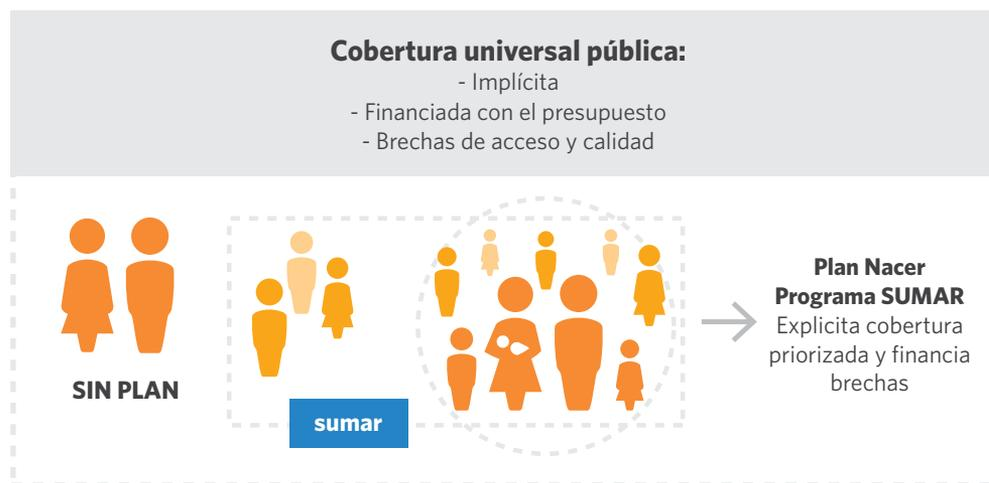 Cobertura universal pública:
- Implícita
- Financiada con el presupuesto
- Brechas de acceso y calidad
SIN PLAN
sumar
Plan Nacer
Programa SUMAR
Explicita cobertura
priorizada y financia
brechas